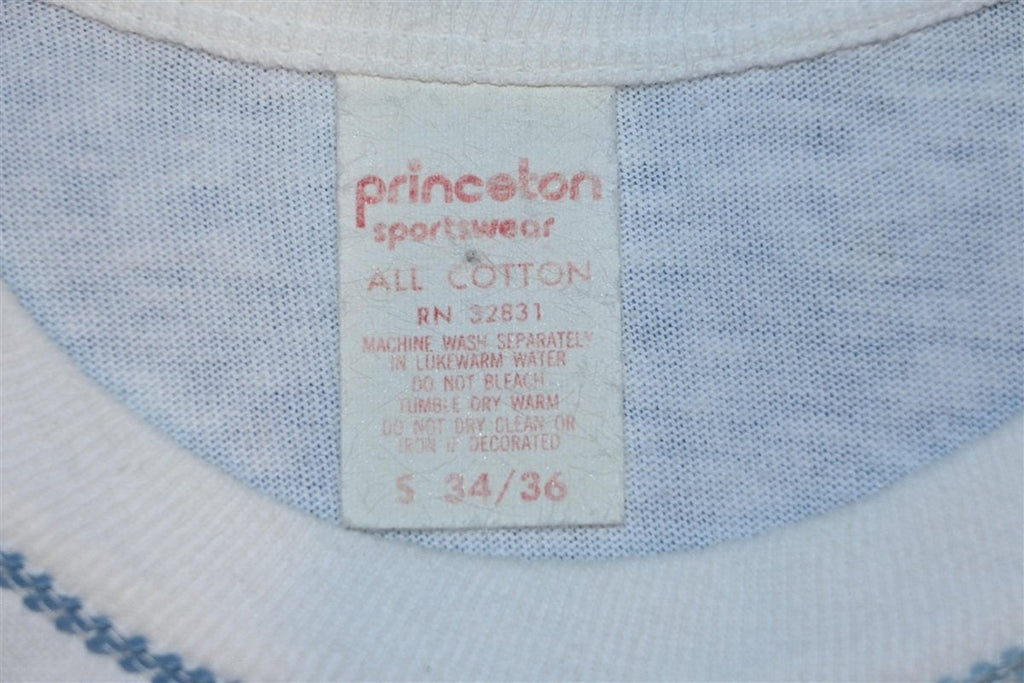 princeton
sportswear
ALL COTTON
RN 32831
MACHINE WASH SEPARATELY
IN LUKEWARM WATER
DO NOT BLEACH
TUMBLE DRY WARM
DO NOT DRY CLEAN OR
IRON IF DECORATED
S 34/36